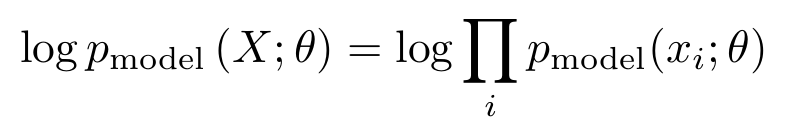 log p_model (X; θ) = log ∏_i p_model(x_i; θ)